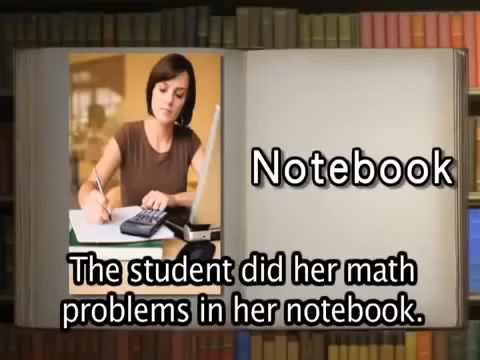 Notebook
The student did her math
problems in her notebook.